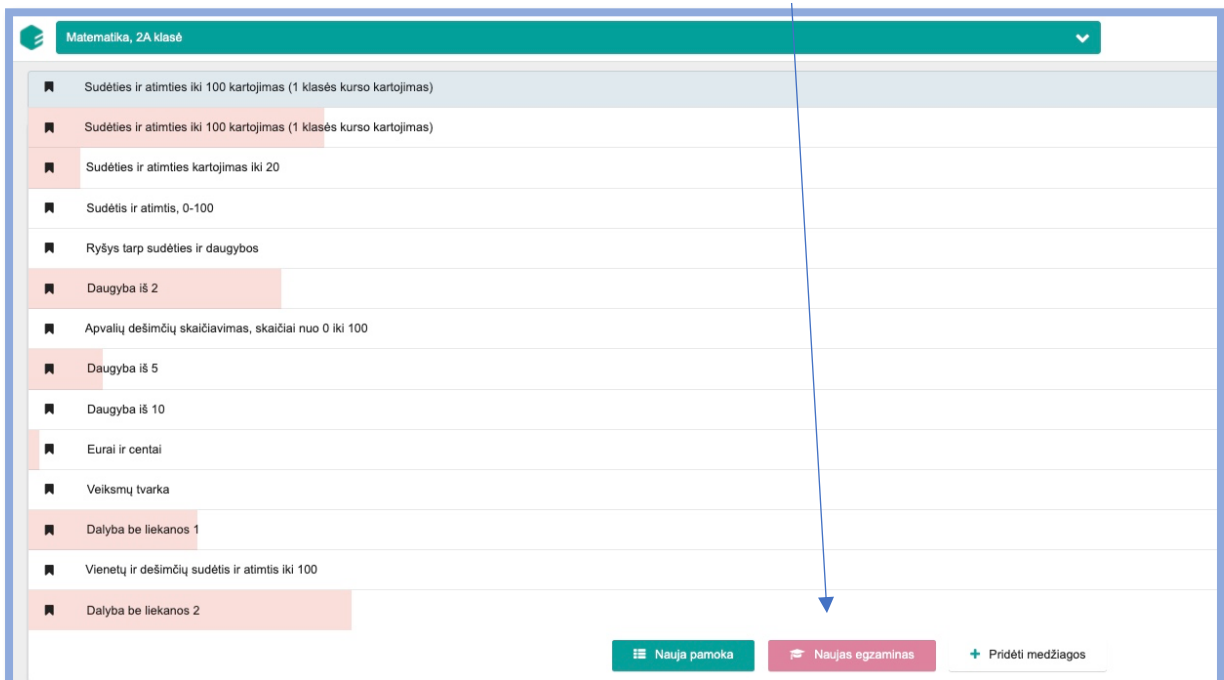 Matematika, 2A klasė
Sudėties ir atimties iki 100 kartojimas (1 klasės kurso kartojimas)
Sudėties ir atimties iki 100 kartojimas (1 klasės kurso kartojimas)
Sudėties ir atimties kartojimas iki 20
Sudėtis ir atimtis, 0-100
Ryšys tarp sudėties ir daugybos
Daugyba iš 2
Apvalių dešimčių skaičiavimas, skaičiai nuo 0 iki 100
Daugyba iš 5
Daugyba iš 10
Eurai ir centai
Veiksmų tvarka
Dalyba be liekanos 1
Vienetų ir dešimčių sudėtis ir atimtis iki 100
Dalyba be liekanos 2
Nauja pamoka Naujas egzaminas + Pridėti medžiagos